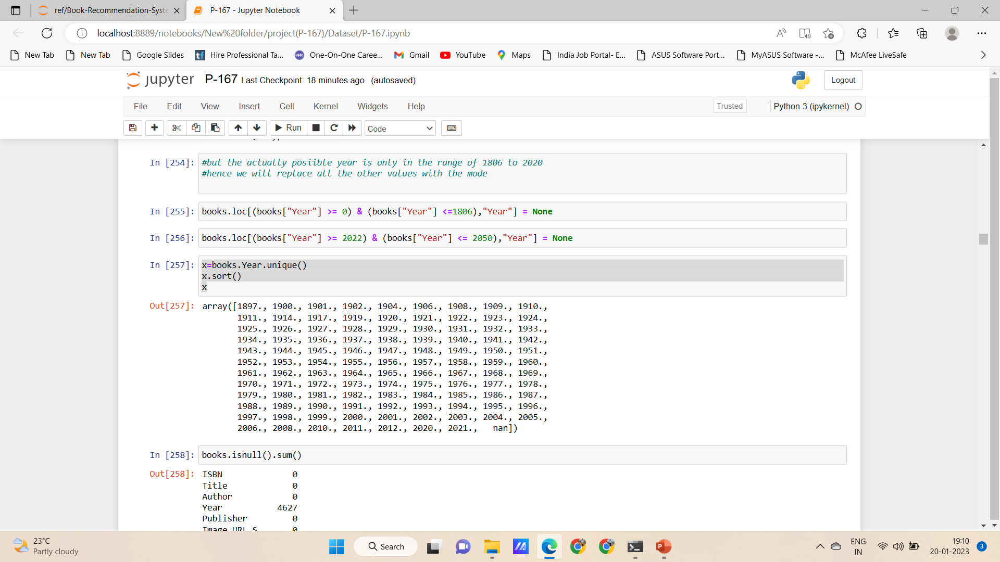 ref/Book-Recommendation-Syste
P-167 - Jupyter Notebook
localhost:8889/notebooks/New%20folder/project(P-167)/Dataset/P-167.ipynb
New Tab
New Tab
Google Slides
tf Hire Professional Ta...
UHC One-On-One Caree...
Gmail
YouTube
Maps
India Job Portal- E...
ASUS Software Port...
MyASUS Software -...
McAfee LiveSafe
jupyter P-167 Last Checkpoint: 18 minutes ago (autosaved)
Logout
File Edit View Insert Cell Kernel Widgets Help
Trusted
Python 3 (ipykernel)
Run
Code
In [254]: #but the actually posiible year is only in the range of 1806 to 2020
#hence we will replace all the other values with the mode
In [255]: books.loc[(books["Year"] >= 0) & (books["Year"] <=1806),"Year"] = None
In [256]: books.loc[(books["Year"] >= 2022) & (books["Year"] <= 2050),"Year"] = None
In [257]: x=books.Year.unique()
x.sort()
x
Out[257]: array([1897., 1900., 1901., 1902., 1904., 1906., 1908., 1909., 1910.,
1911., 1914., 1917., 1919., 1920., 1921., 1922., 1923., 1924.,
1925., 1926., 1927., 1928., 1929., 1930., 1931., 1932., 1933.,
1934., 1935., 1936., 1937., 1938., 1939., 1940., 1941., 1942.,
1943., 1944., 1945., 1946., 1947., 1948., 1949., 1950., 1951.,
1952., 1953., 1954., 1955., 1956., 1957., 1958., 1959., 1960.,
1961., 1962., 1963., 1964., 1965., 1966., 1967., 1968., 1969.,
1970., 1971., 1972., 1973., 1974., 1975., 1976., 1977., 1978.,
1979., 1980., 1981., 1982., 1983., 1984., 1985., 1986., 1987.,
1988., 1989., 1990., 1991., 1992., 1993., 1994., 1995., 1996.,
1997., 1998., 1999., 2000., 2001., 2002., 2003., 2004., 2005.,
2006., 2008., 2010., 2011., 2012., 2020., 2021., nan])
In [258]: books.isnull().sum()
Out[258]: ISBN 0
Title 0
Author 0
Year 4627
Publisher 0
Image URL S 0
23°C
Partly cloudy
Search
ENG
IN
19:10
20-01-2023
3